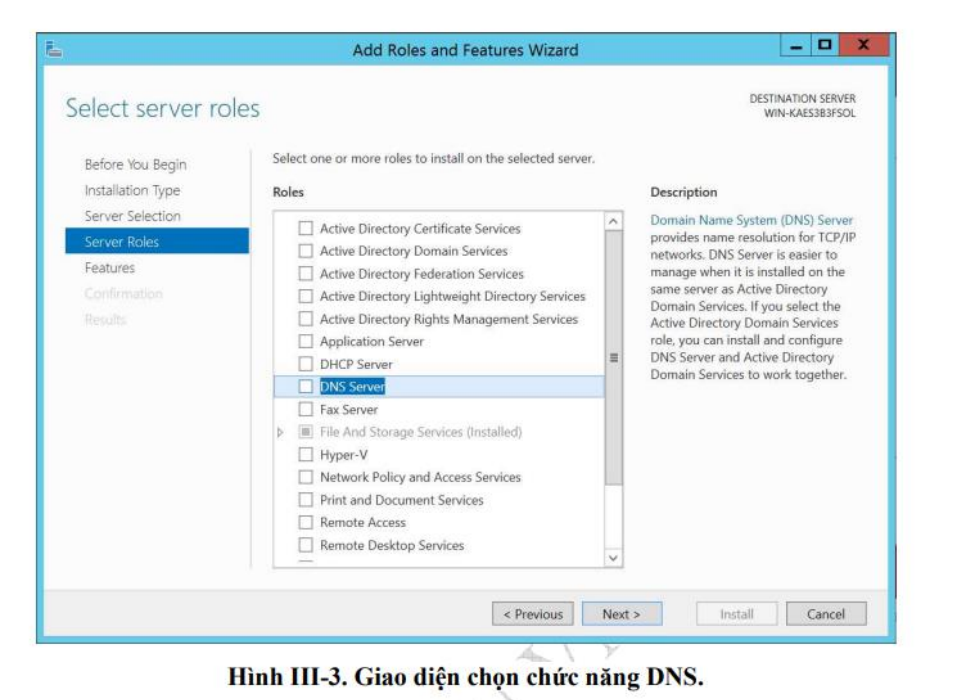 Add Roles and Features Wizard
Select server roles
DESTINATION SERVER
WIN-KAES3B3FSOL
Before You Begin
Installation Type
Server Selection
Server Roles
Features
Confirmation
Results
Select one or more roles to install on the selected server.
Roles
Active Directory Certificate Services
Active Directory Domain Services
Active Directory Federation Services
Active Directory Lightweight Directory Services
Active Directory Rights Management Services
Application Server
DHCP Server
DNS Server
Fax Server
File And Storage Services (Installed)
Hyper-V
Network Policy and Access Services
Print and Document Services
Remote Access
Remote Desktop Services
Description
Domain Name System (DNS) Server
provides name resolution for TCP/IP
networks. DNS Server is easier to
manage when it is installed on the
same server as Active Directory
Domain Services. If you select the
Active Directory Domain Services
role, you can install and configure
DNS Server and Active Directory
Domain Services to work together.
< Previous
Next >
Install
Cancel
Hình III-3. Giao diện chọn chức năng DNS.